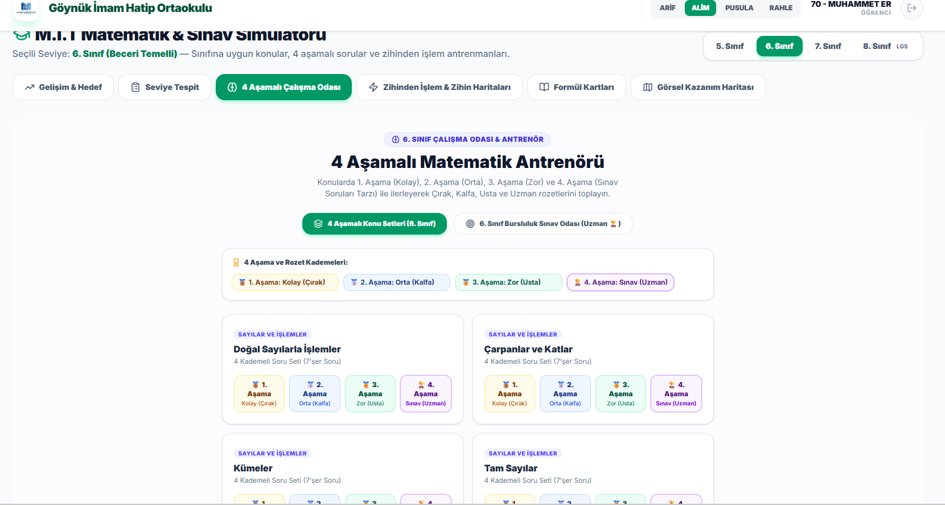 Göynük İmam Hatip Ortaokulu
ARİF ALİM PUSULA RAHLE
70 - MUHAMMET ER
ÖĞRENCİ
M.İ.T Matematik & Sınav Simülatörü
Seçili Seviye: 6. Sınıf (Beceri Temelli) — Sınıfına uygun konular, 4 aşamalı sorular ve zihinden işlem antrenmanları.
5. Sınıf 6. Sınıf 7. Sınıf 8. Sınıf LGS
Gelişim & Hedef Seviye Tespit 4 Aşamalı Çalışma Odası Zihinden İşlem & Zihin Haritaları Formül Kartları Görsel Kazanım Haritası
6. SINIF ÇALIŞMA ODASI & ANTRENÖR
4 Aşamalı Matematik Antrenörü
Konularda 1. Aşama (Kolay), 2. Aşama (Orta), 3. Aşama (Zor) ve 4. Aşama (Sınav
Soruları Tarzı) ile ilerleyerek Çırak, Kalfa, Usta ve Uzman rozetlerini toplayın.
4 Aşamalı Konu Setleri (6. Sınıf) 6. Sınıf Bursluluk Sınav Odası (Uzman 🏆)
4 Aşama ve Rozet Kademeleri:
🥉 1. Aşama: Kolay (Çırak) 🥈 2. Aşama: Orta (Kalfa) 🥇 3. Aşama: Zor (Usta) 🏆 4. Aşama: Sınav (Uzman)
SAYILAR VE İŞLEMLER
Doğal Sayılarla İşlemler
4 Kademeli Soru Seti (7'şer Soru)
🥉 1. Aşama Kolay (Çırak)
🥈 2. Aşama Orta (Kalfa)
🥇 3. Aşama Zor (Usta)
🏆 4. Aşama Sınav (Uzman)
SAYILAR VE İŞLEMLER
Çarpanlar ve Katlar
4 Kademeli Soru Seti (7'şer Soru)
🥉 1. Aşama Kolay (Çırak)
🥈 2. Aşama Orta (Kalfa)
🥇 3. Aşama Zor (Usta)
🏆 4. Aşama Sınav (Uzman)
SAYILAR VE İŞLEMLER
Kümeler
4 Kademeli Soru Seti (7'şer Soru)
🥉 1. 🥈 2. 🥇 3. 🏆 4.
SAYILAR VE İŞLEMLER
Tam Sayılar
4 Kademeli Soru Seti (7'şer Soru)
🥉 1. 🥈 2. 🥇 3. 🏆 4.